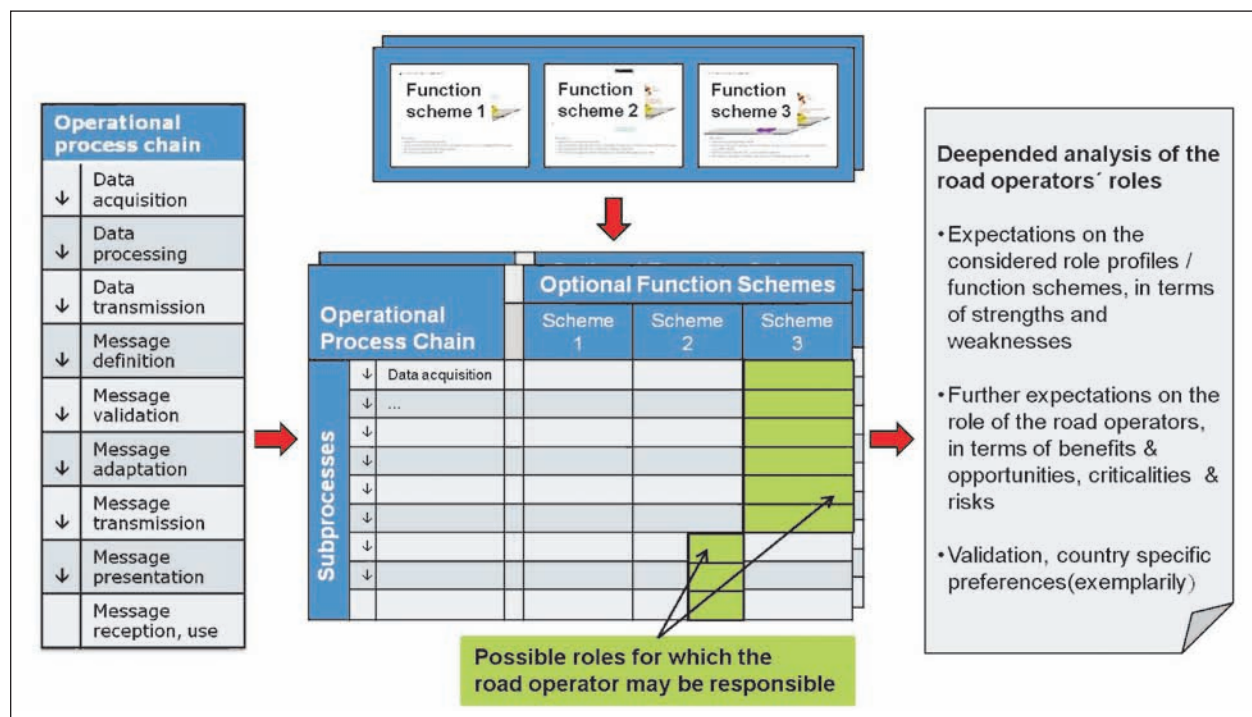 Operational
process chain
Data
acquisition
Data
processing
Data
transmission
Message
definition
Message
validation
Message
adaptation
Message
transmission
Message
presentation
Message
reception, use
Function
scheme 1
Function
scheme 2
Function
scheme 3
Operational
Process Chain
Optional Function Schemes
Scheme
1
Scheme
2
Scheme
3
Subprocesses
Data acquisition
...
Possible roles for which the
road operator may be responsible
Deepended analysis of the
road operators´ roles
•Expectations on the
considered role profiles /
function schemes, in terms
of strengths and
weaknesses
•Further expectations on the
role of the road operators,
in terms of benefits &
opportunities, criticalities &
risks
•Validation, country specific
preferences(exemplarily)